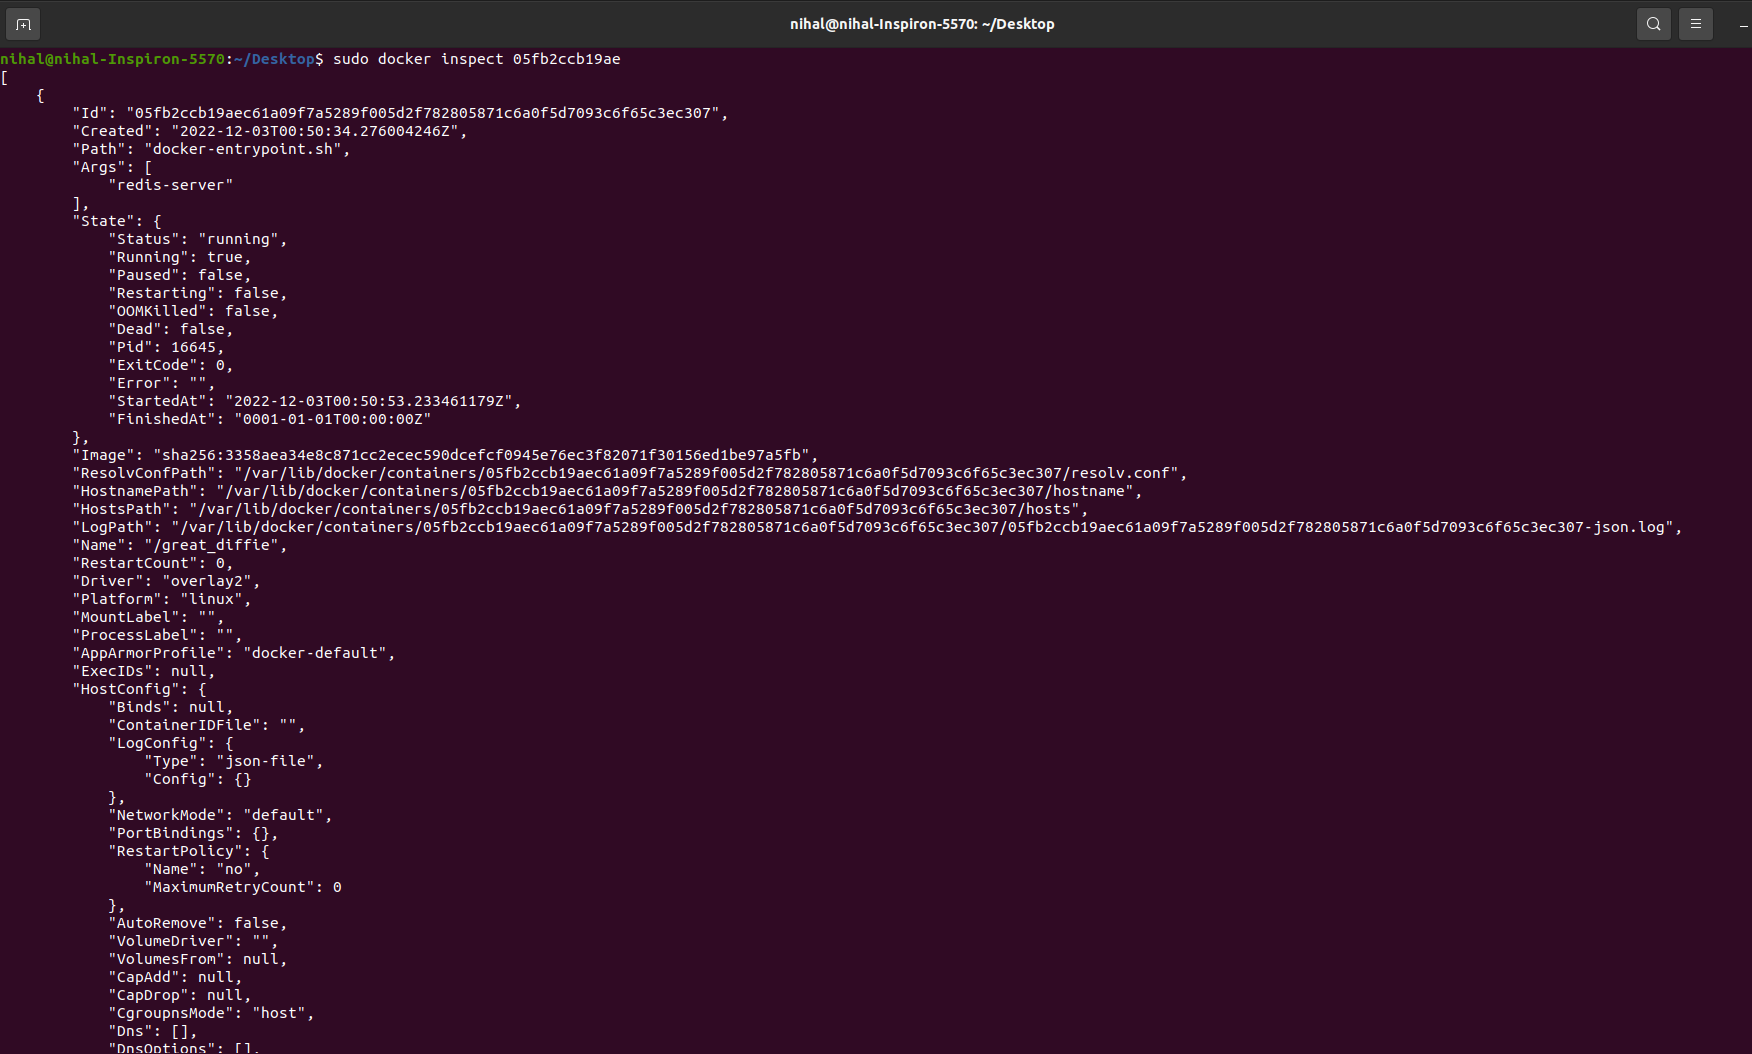 nihal@nihal-Inspiron-5570: ~/Desktop
nihal@nihal-Inspiron-5570:~/Desktop$ sudo docker inspect 05fb2ccb19ae
[
    {
        "Id": "05fb2ccb19aec61a09f7a5289f005d2f782805871c6a0f5d7093c6f65c3ec307",
        "Created": "2022-12-03T00:50:34.276004246Z",
        "Path": "docker-entrypoint.sh",
        "Args": [
            "redis-server"
        ],
        "State": {
            "Status": "running",
            "Running": true,
            "Paused": false,
            "Restarting": false,
            "OOMKilled": false,
            "Dead": false,
            "Pid": 16645,
            "ExitCode": 0,
            "Error": "",
            "StartedAt": "2022-12-03T00:50:53.233461179Z",
            "FinishedAt": "0001-01-01T00:00:00Z"
        },
        "Image": "sha256:3358aea34e8c871cc2ecec590dcefcf0945e76ec3f82071f30156ed1be97a5fb",
        "ResolvConfPath": "/var/lib/docker/containers/05fb2ccb19aec61a09f7a5289f005d2f782805871c6a0f5d7093c6f65c3ec307/resolv.conf",
        "HostnamePath": "/var/lib/docker/containers/05fb2ccb19aec61a09f7a5289f005d2f782805871c6a0f5d7093c6f65c3ec307/hostname",
        "HostsPath": "/var/lib/docker/containers/05fb2ccb19aec61a09f7a5289f005d2f782805871c6a0f5d7093c6f65c3ec307/hosts",
        "LogPath": "/var/lib/docker/containers/05fb2ccb19aec61a09f7a5289f005d2f782805871c6a0f5d7093c6f65c3ec307/05fb2ccb19aec61a09f7a5289f005d2f782805871c6a0f5d7093c6f65c3ec307-json.log",
        "Name": "/great_diffie",
        "RestartCount": 0,
        "Driver": "overlay2",
        "Platform": "linux",
        "MountLabel": "",
        "ProcessLabel": "",
        "AppArmorProfile": "docker-default",
        "ExecIDs": null,
        "HostConfig": {
            "Binds": null,
            "ContainerIDFile": "",
            "LogConfig": {
                "Type": "json-file",
                "Config": {}
            },
            "NetworkMode": "default",
            "PortBindings": {},
            "RestartPolicy": {
                "Name": "no",
                "MaximumRetryCount": 0
            },
            "AutoRemove": false,
            "VolumeDriver": "",
            "VolumesFrom": null,
            "CapAdd": null,
            "CapDrop": null,
            "CgroupnsMode": "host",
            "Dns": [],
            "DnsOptions": [],